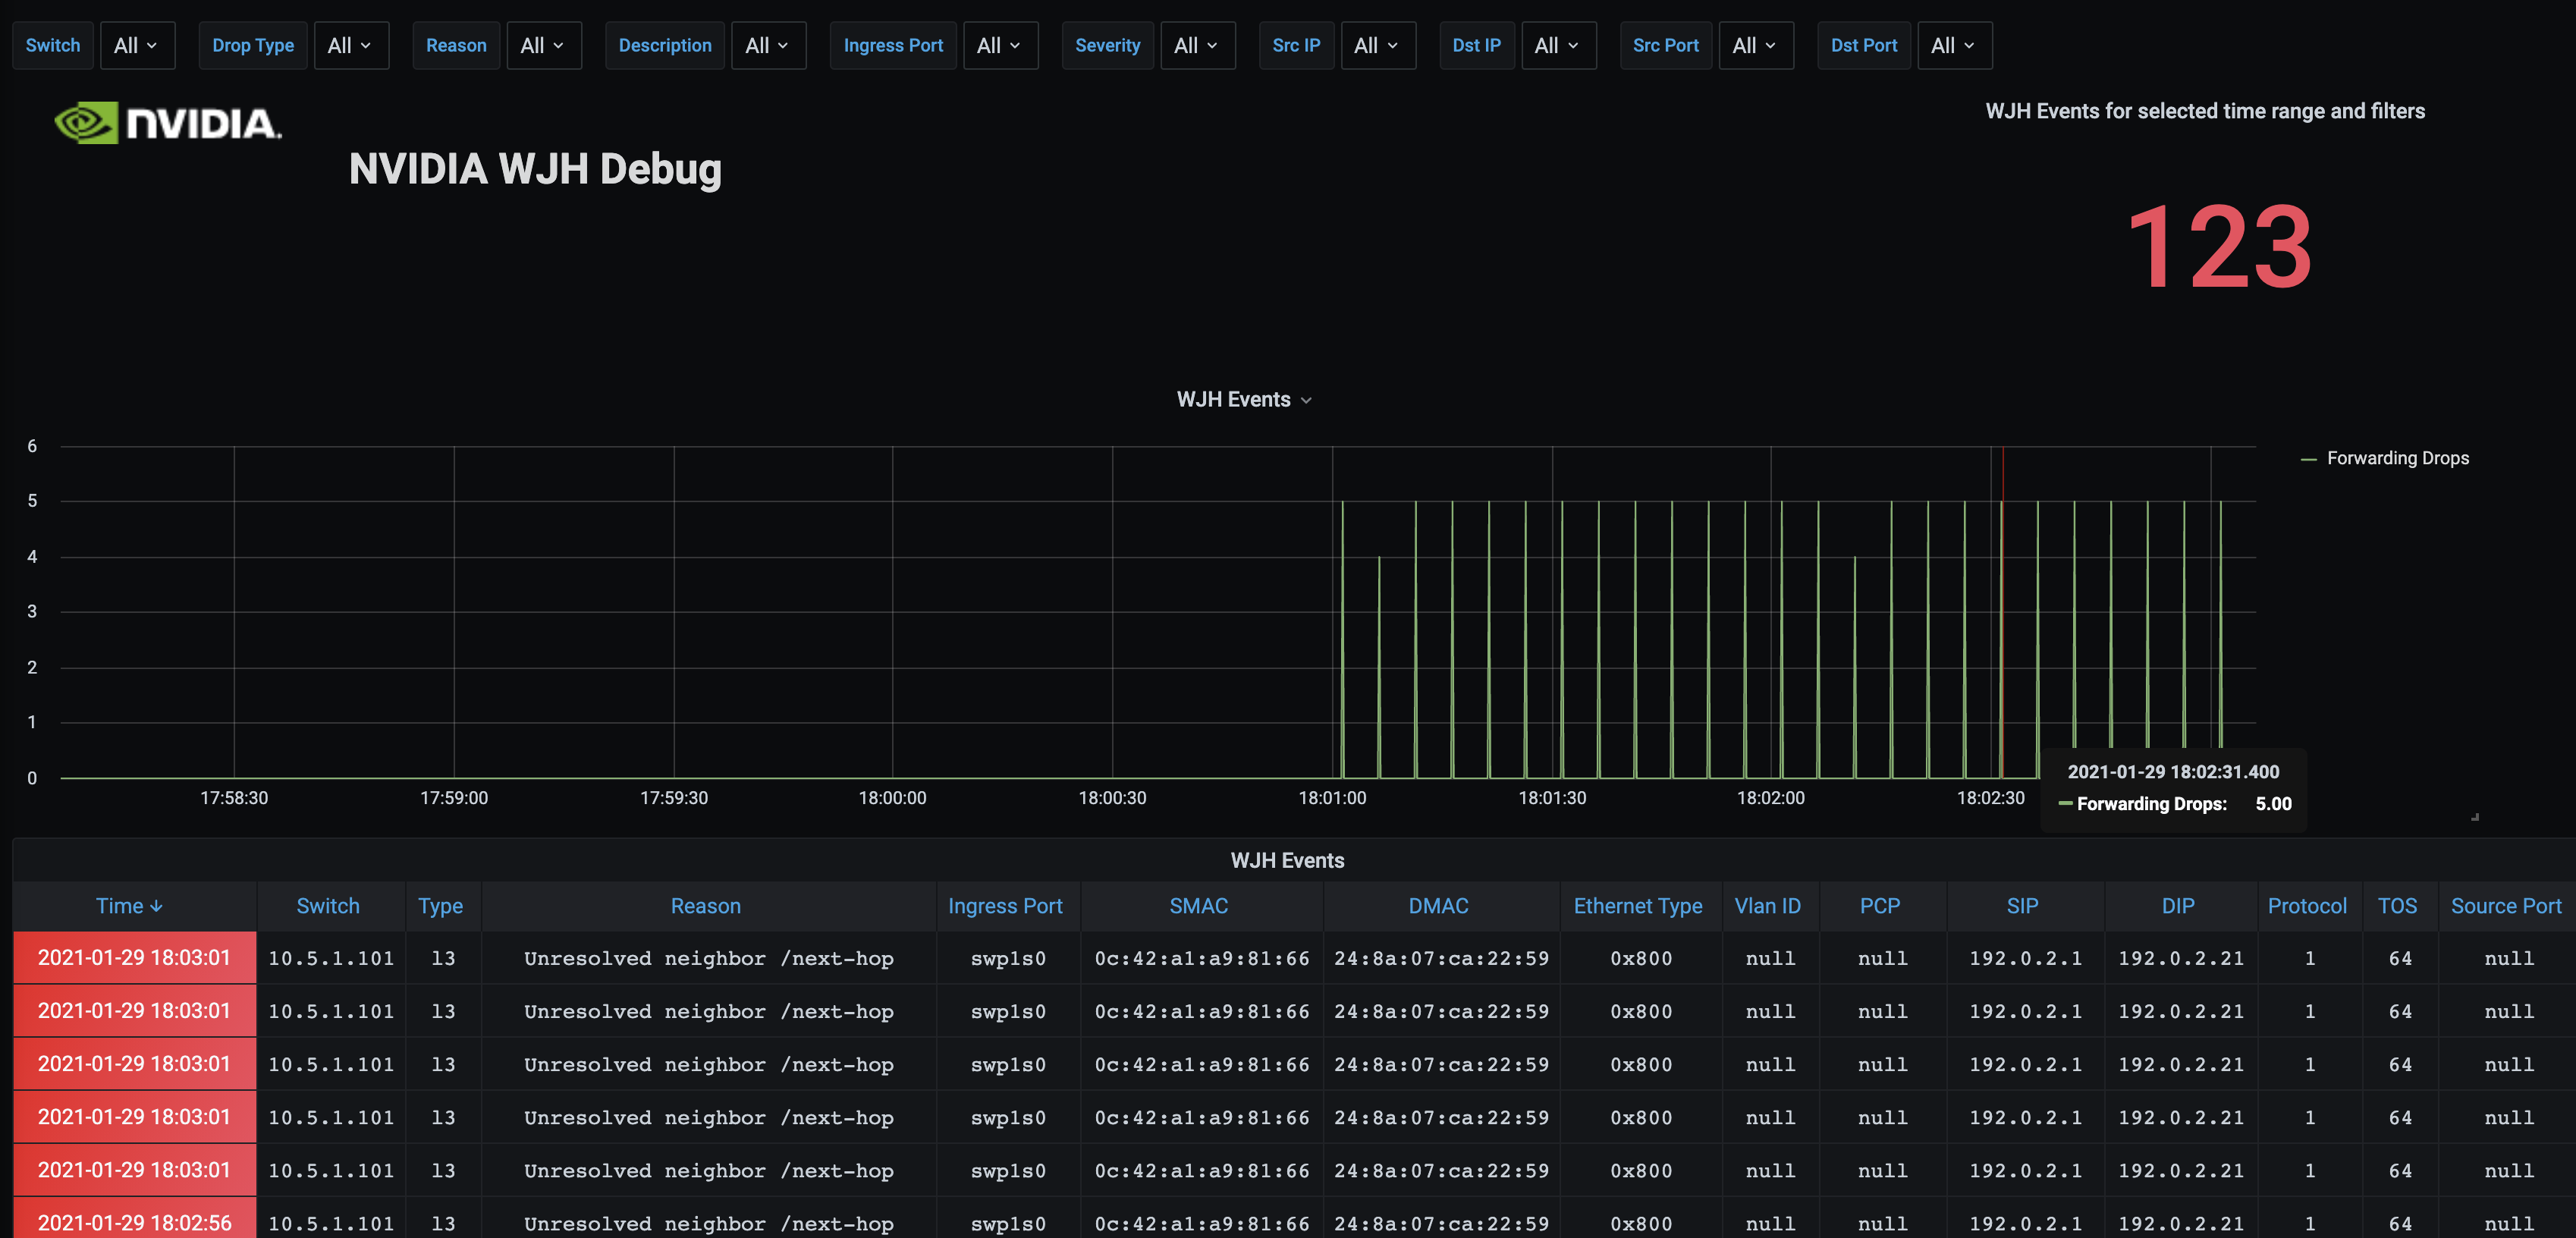 Switch All Drop Type All Reason All Description All Ingress Port All Severity All Src IP All Dst IP All Src Port All Dst Port All
NVIDIA.
NVIDIA WJH Debug
WJH Events for selected time range and filters
123
WJH Events
6
5
4
3
2
1
0
Forwarding Drops
17:58:30 17:59:00 17:59:30 18:00:00 18:00:30 18:01:00 18:01:30 18:02:00 18:02:30
2021-01-29 18:02:31.400
Forwarding Drops: 5.00
WJH Events
Time Switch Type Reason Ingress Port SMAC DMAC Ethernet Type Vlan ID PCP SIP DIP Protocol TOS Source Port
2021-01-29 18:03:01 10.5.1.101 l3 Unresolved neighbor /next-hop swp1s0 0c:42:a1:a9:81:66 24:8a:07:ca:22:59 0x800 null null 192.0.2.1 192.0.2.21 1 64 null
2021-01-29 18:03:01 10.5.1.101 l3 Unresolved neighbor /next-hop swp1s0 0c:42:a1:a9:81:66 24:8a:07:ca:22:59 0x800 null null 192.0.2.1 192.0.2.21 1 64 null
2021-01-29 18:03:01 10.5.1.101 l3 Unresolved neighbor /next-hop swp1s0 0c:42:a1:a9:81:66 24:8a:07:ca:22:59 0x800 null null 192.0.2.1 192.0.2.21 1 64 null
2021-01-29 18:03:01 10.5.1.101 l3 Unresolved neighbor /next-hop swp1s0 0c:42:a1:a9:81:66 24:8a:07:ca:22:59 0x800 null null 192.0.2.1 192.0.2.21 1 64 null
2021-01-29 18:03:01 10.5.1.101 l3 Unresolved neighbor /next-hop swp1s0 0c:42:a1:a9:81:66 24:8a:07:ca:22:59 0x800 null null 192.0.2.1 192.0.2.21 1 64 null
2021-01-29 18:02:56 10.5.1.101 l3 Unresolved neighbor /next-hop swp1s0 0c:42:a1:a9:81:66 24:8a:07:ca:22:59 0x800 null null 192.0.2.1 192.0.2.21 1 64 null